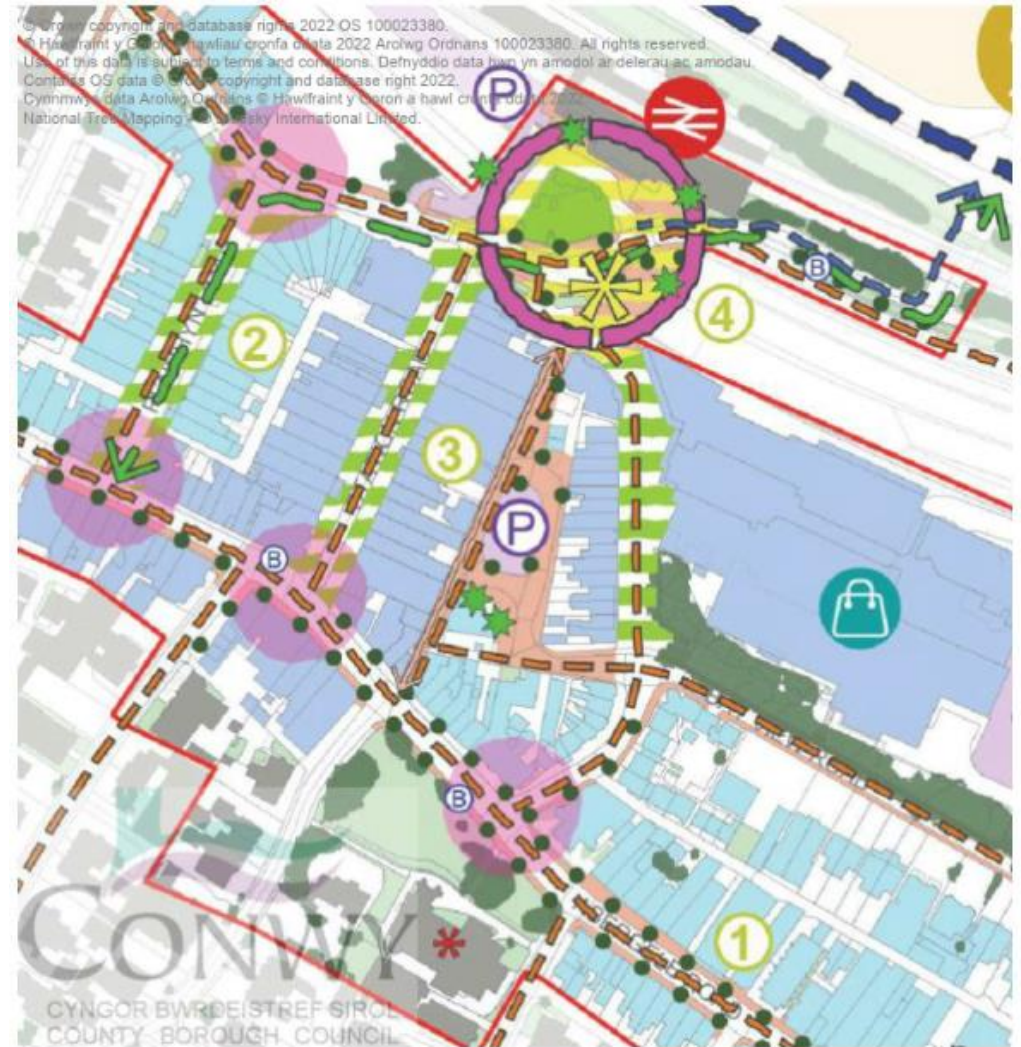 © Crown copyright and database rights 2022 OS 100023380.
© Hawlfraint y Goron a hawliau cronfa ddata 2022 Arolwg Ordnans 100023380. All rights reserved.
Use of this data is subject to terms and conditions. Defnyddio data hwn yn amodol ar delerau ac amodau.
Contains OS data © Crown copyright and database right 2022.
Cynnmwys data Arolwg Ordnans © Hawlfraint y Goron a hawl cronfa ddata 2022
National Tree Mapping Bluesky International Limited.
P
B
4
2
3
P
B
B
1
CONWY
CYNGOR BWRDEISTREF SIROL
COUNTY BOROUGH COUNCIL